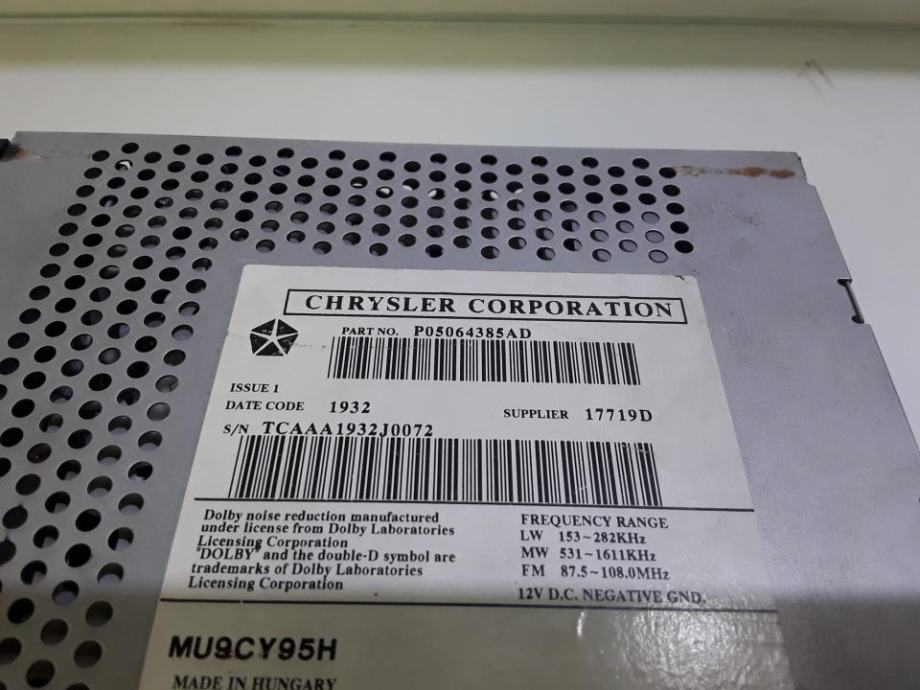 CHRYSLER CORPORATION
PART NO. P05064385AD
ISSUE 1
DATE CODE 1932
SUPPLIER 17719D
S/N TCAAA1932J0072
Dolby noise reduction manufactured
under license from Dolby Laboratories
Licensing Corporation
"DOLBY" and the double-D symbol are
trademarks of Dolby Laboratories
Licensing Corporation
FREQUENCY RANGE
LW 153~282KHz
MW 531~1611KHz
FM 87.5~108.0MHz
12V D.C. NEGATIVE GND.
MU9CY95H
MADE IN HUNGARY